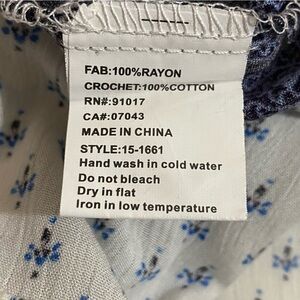 FAB:100%RAYON
CROCHET:100%COTTON
RN#:91017
CA#:07043
MADE IN CHINA
STYLE:15-1661
Hand wash in cold water
Do not bleach
Dry in flat
Iron in low temperature